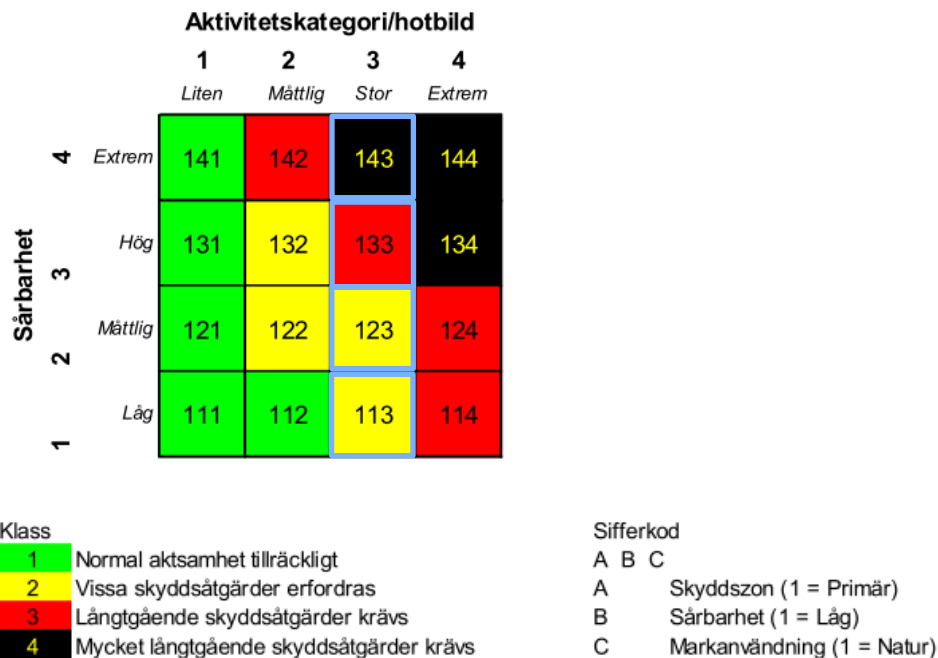 Aktivitetskategori/hotbild
1 2 3 4
Liten Måttlig Stor Extrem
Sårbarhet
4 Extrem 141 142 143 144
3 Hög 131 132 133 134
2 Måttlig 121 122 123 124
1 Låg 111 112 113 114
Klass
1 Normal aktsamhet tillräckligt
2 Vissa skyddsåtgärder erfordras
3 Långtgående skyddsåtgärder krävs
4 Mycket långtgående skyddsåtgärder krävs
Sifferkod
A B C
A Skyddszon (1 = Primär)
B Sårbarhet (1 = Låg)
C Markanvändning (1 = Natur)